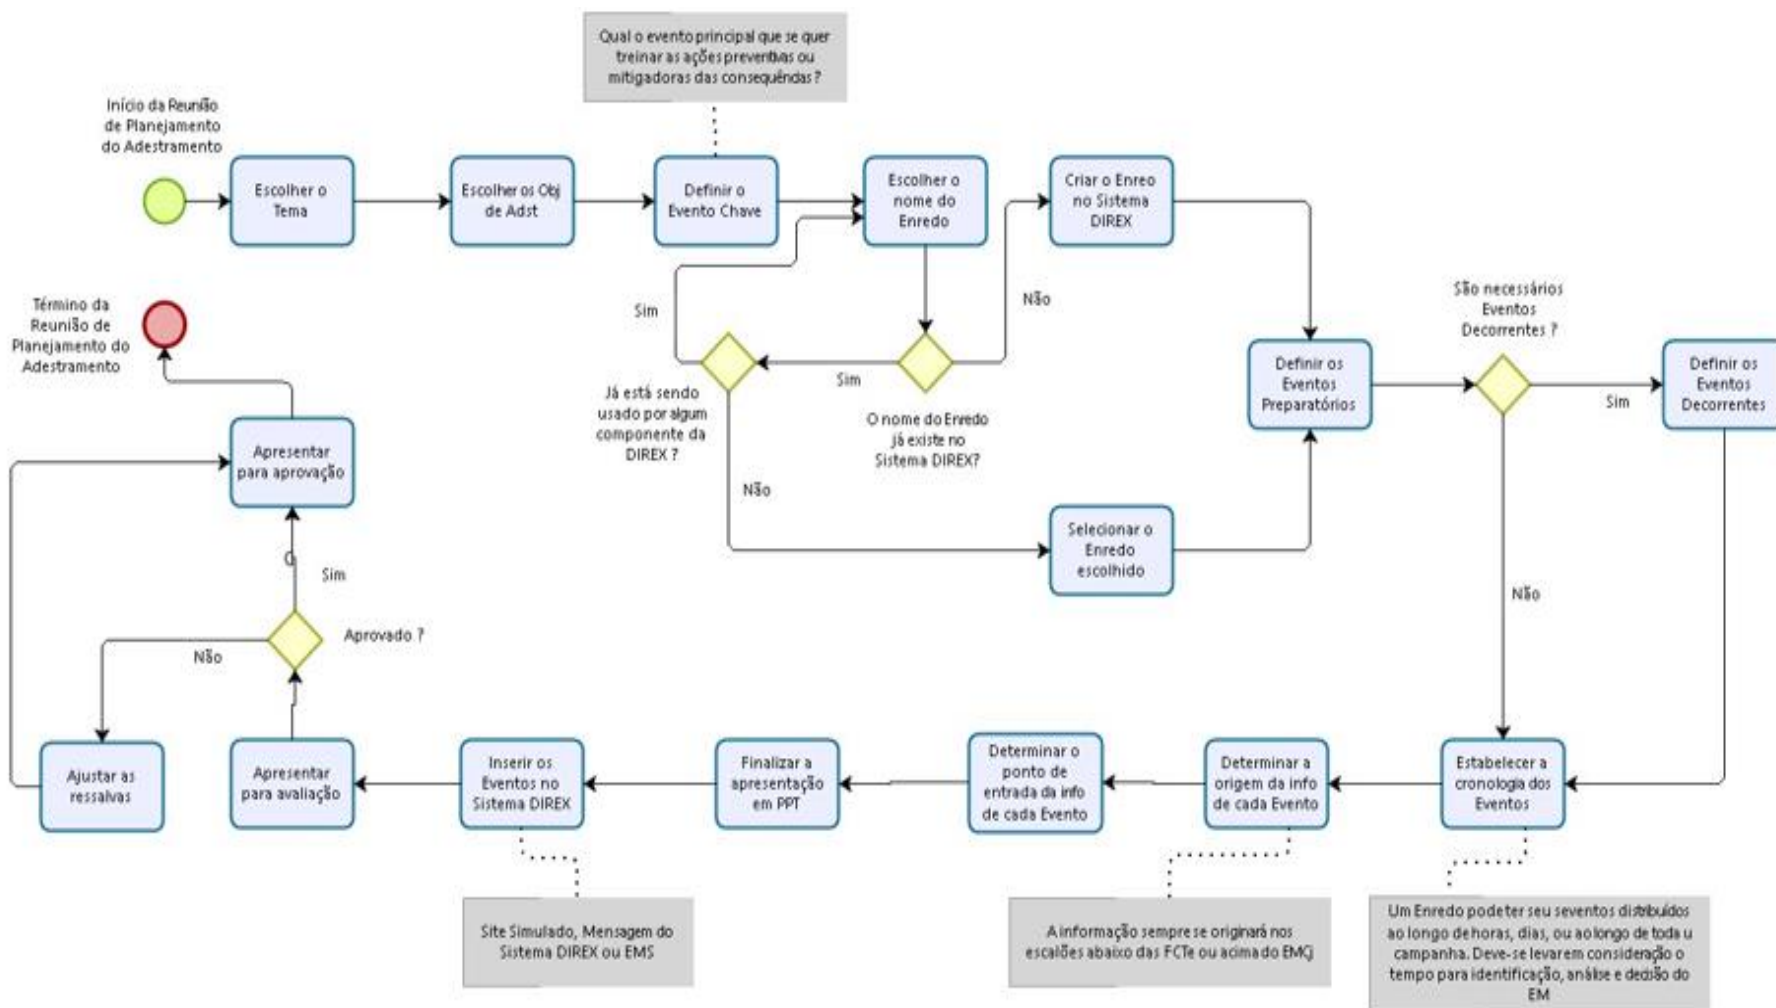 Qual o evento principal que se quer
treinar as ações preventivas ou
mitigadoras das consequências ?
Início da Reunião
de Planejamento
do Adestramento
Escolher o
Tema
Escolher os Obj
de Adst
Definir o
Evento Chave
Escolher o
nome do
Enredo
Criar o Enreo
no Sistema
DIREX
Sim
Não
Já está sendo
usado por algum
componente da
DIREX ?
Sim
O nome do Enredo
já existe no
Sistema DIREX?
Não
Selecionar o
Enredo
escolhido
Definir os
Eventos
Preparatórios
São necessários
Eventos
Decorrentes ?
Sim
Definir os
Eventos
Decorrentes
Não
Término da
Reunião de
Planejamento do
Adestramento
Apresentar
para aprovação
Sim
Aprovado ?
Não
Ajustar as
ressalvas
Apresentar
para avaliação
Inserir os
Eventos no
Sistema DIREX
Finalizar a
apresentação
em PPT
Determinar o
ponto de
entrada da info
de cada Evento
Determinar a
origem da info
de cada Evento
Estabelecer a
cronologia dos
Eventos
Site Simulado, Mensagem do
Sistema DIREX ou EMS
A informação sempre se originará nos
escalões abaixo das FCTe ou acima do EMCj
Um Enredo pode ter seu seventos distribuídos
ao longo de horas, dias, ou ao longo de toda u
campanha. Deve-se levar em consideração o
tempo para identificação, análise e decisão do
EM